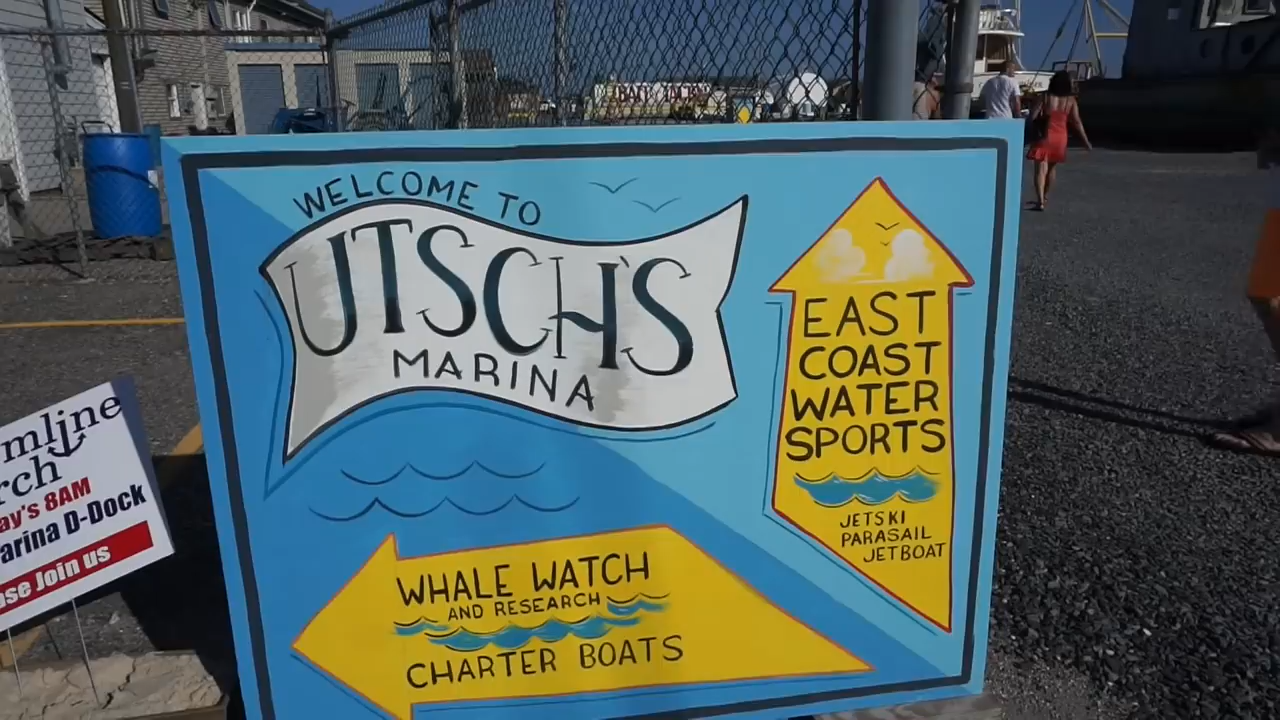 WELCOME TO
UTSCH'S
MARINA
EAST
COAST
WATER
SPORTS
JETSKI
PARASAIL
JETBOAT
WHALE WATCH
AND RESEARCH
CHARTER BOATS
mline
rch
ay's 8AM
arina D-Dock
ase Join us